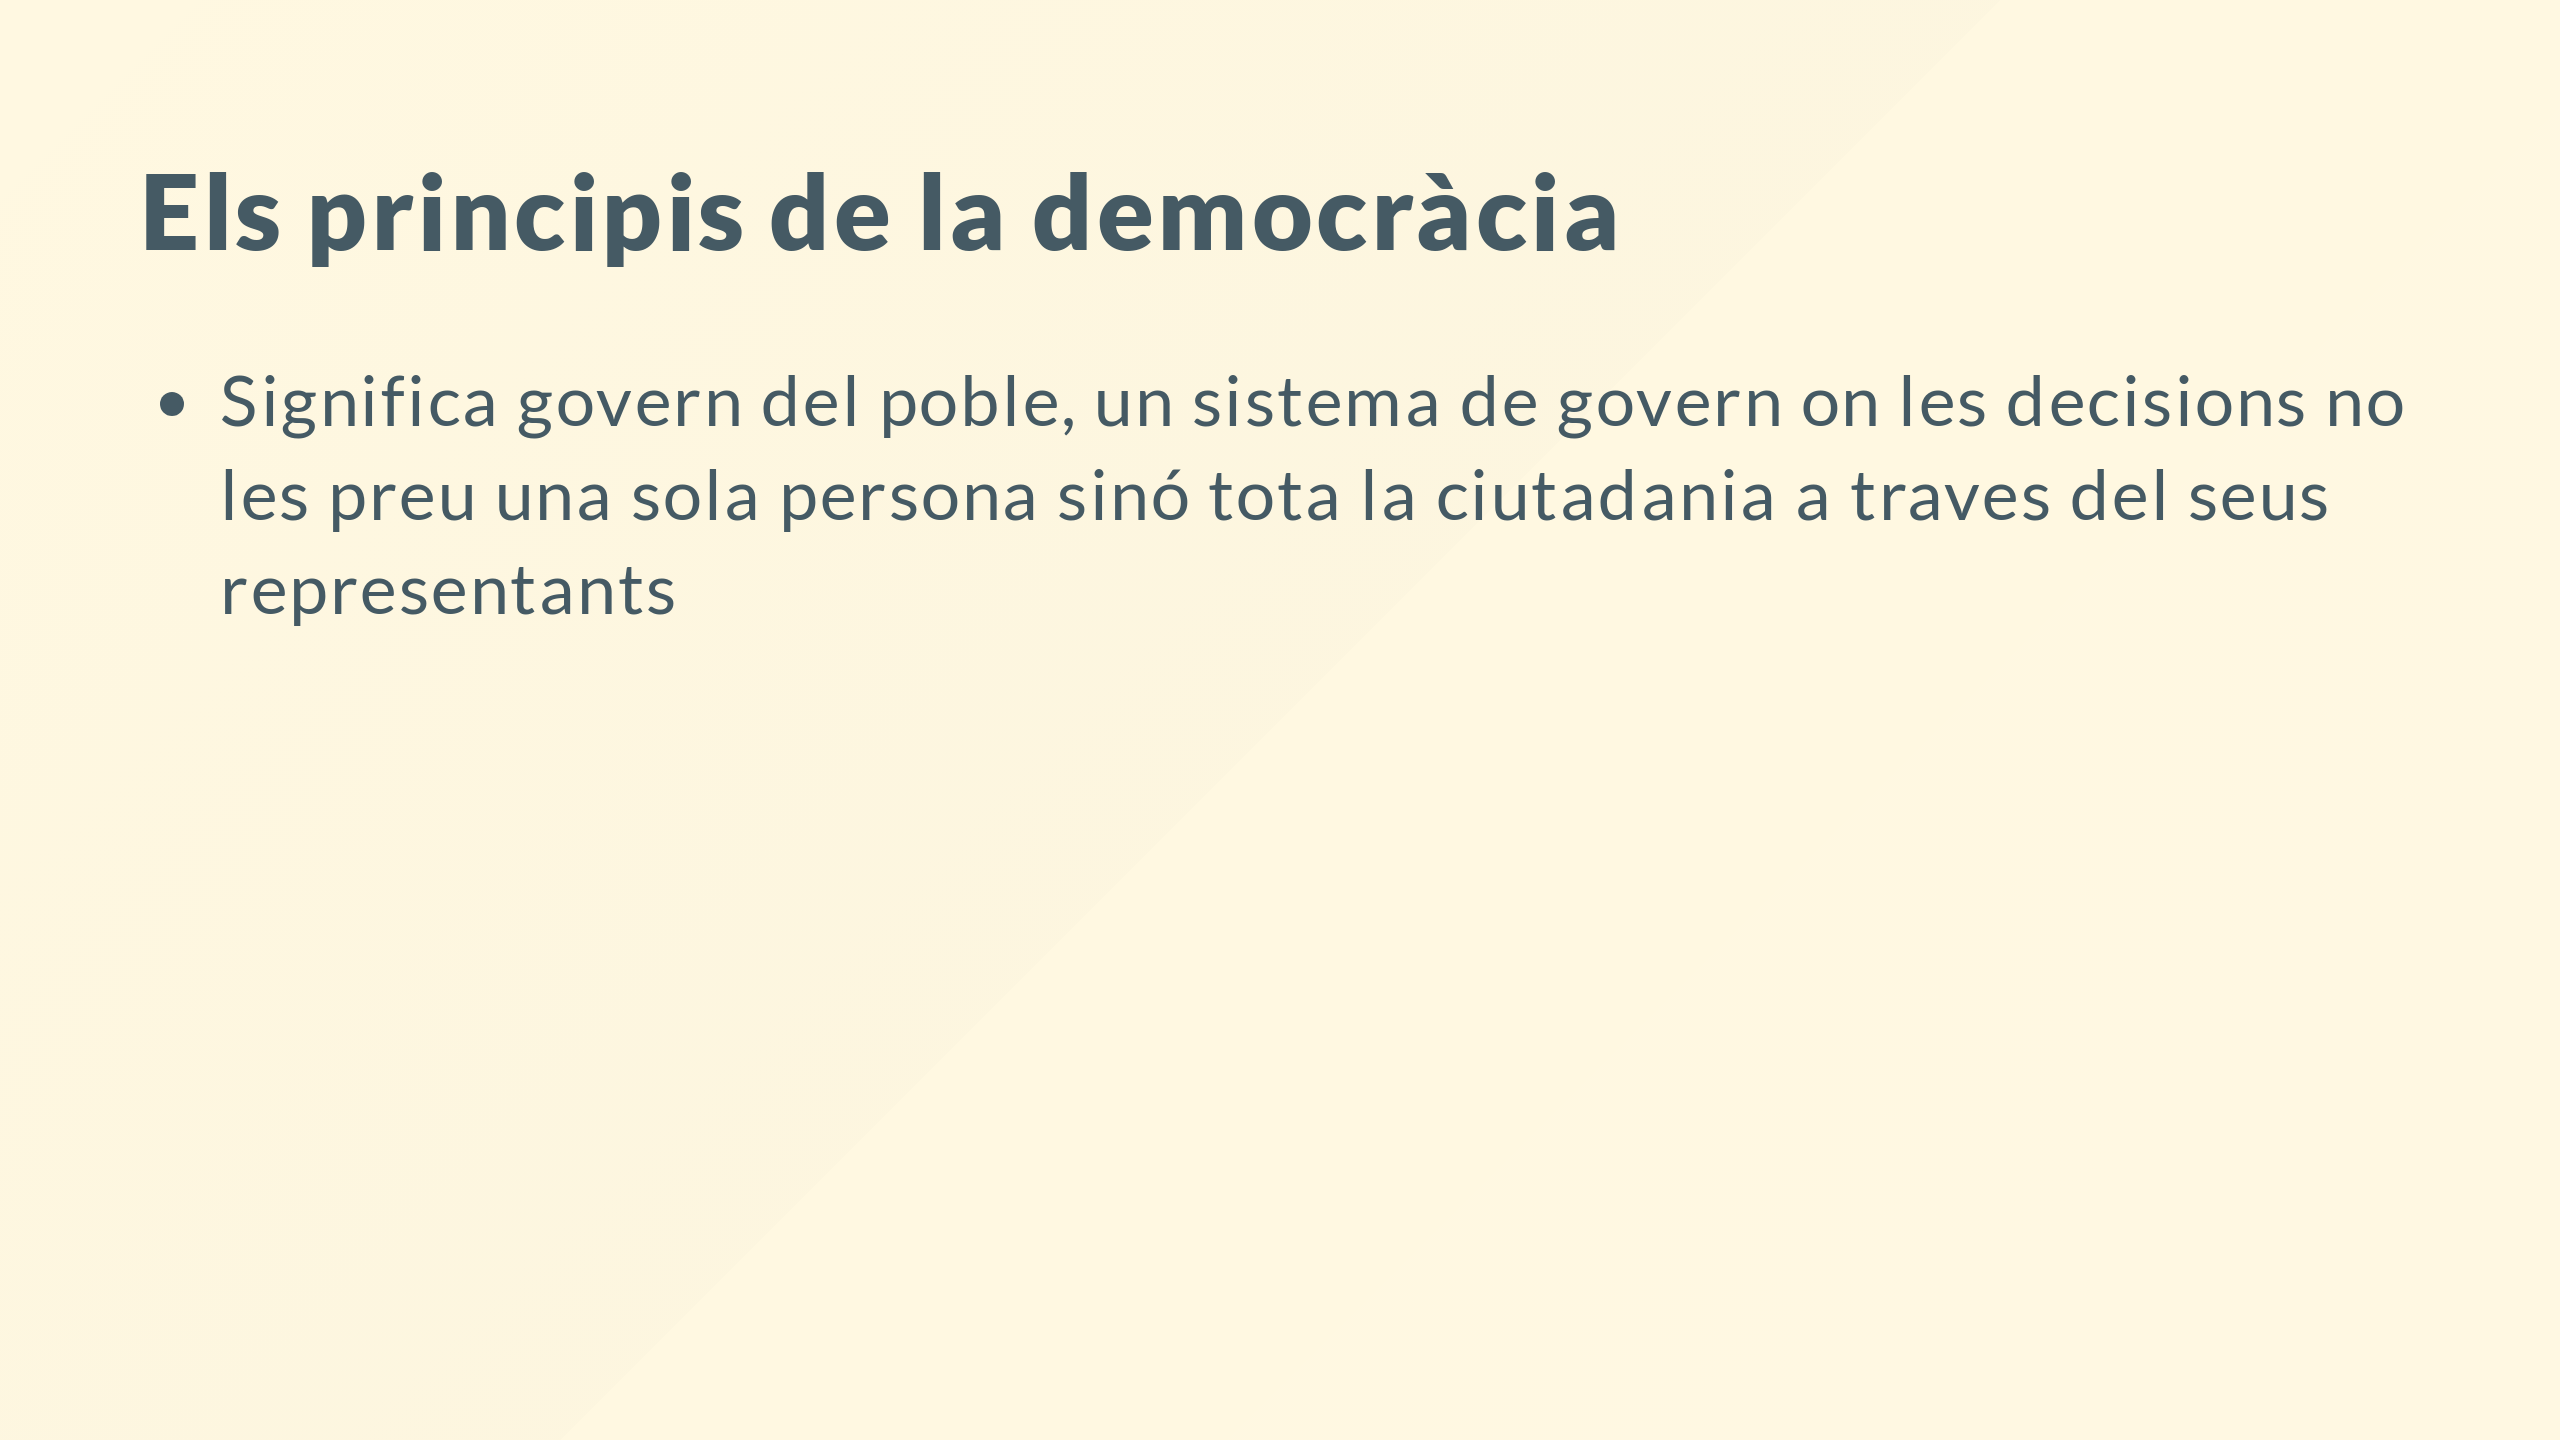 Els principis de la democràcia
• Significa govern del poble, un sistema de govern on les decisions no
les preu una sola persona sinó tota la ciutadania a traves del seus
representants